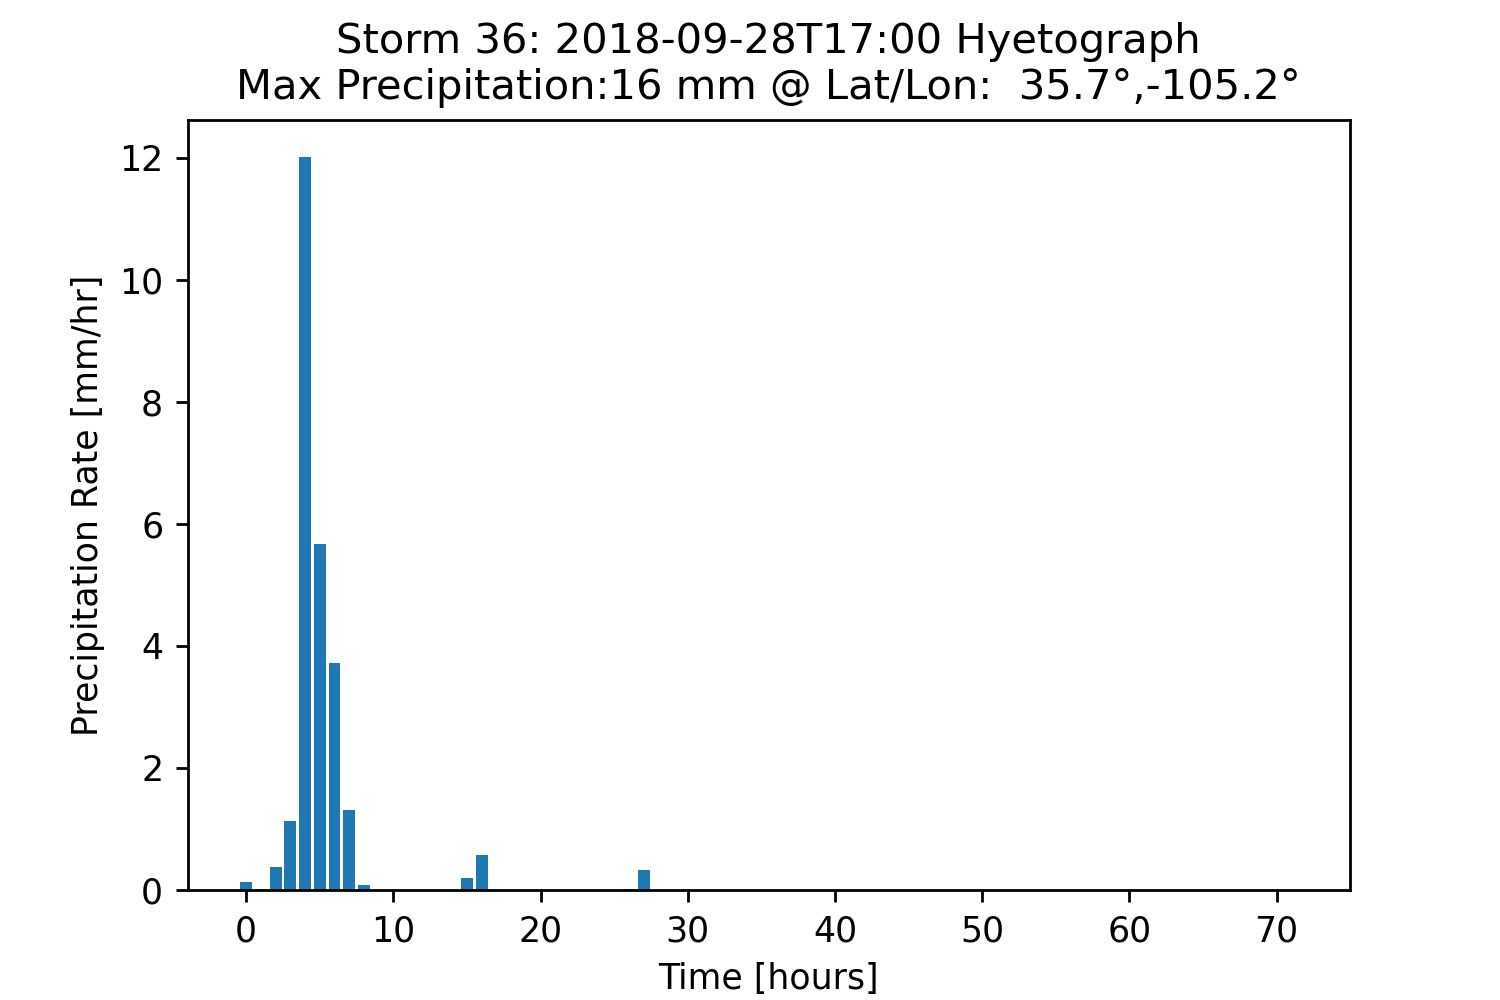 Storm 36: 2018-09-28T17:00 Hyetograph
Max Precipitation:16 mm @ Lat/Lon:  35.7°,-105.2°
Precipitation Rate [mm/hr]
12
10
8
6
4
2
0
0 10 20 30 40 50 60 70
Time [hours]